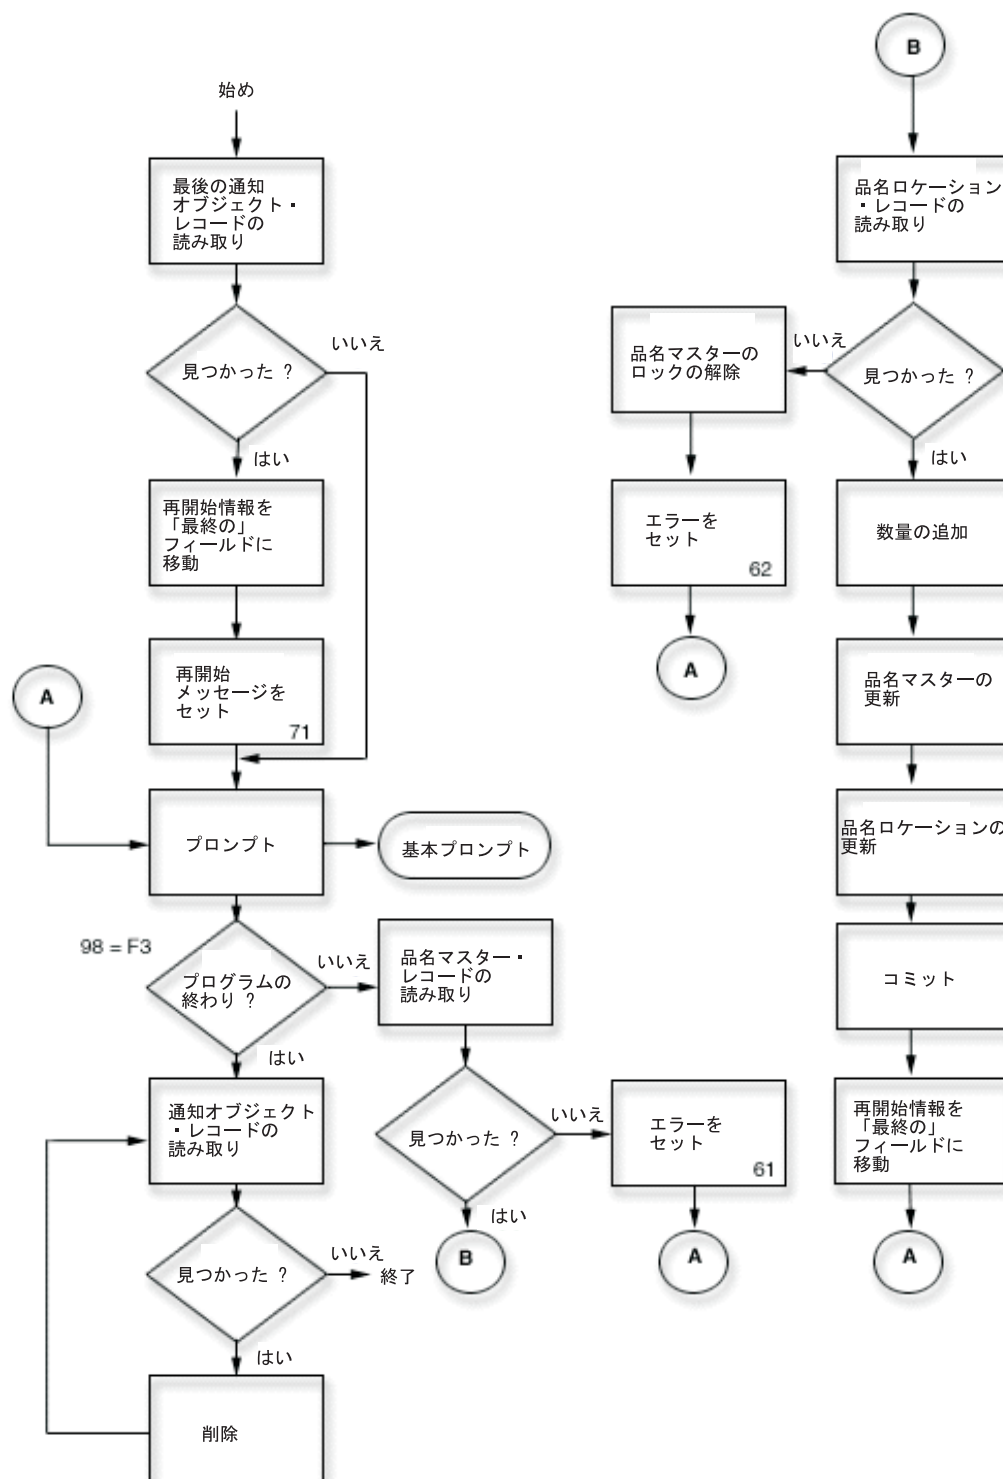 始め
最後の通知
オブジェクト・
レコードの
読み取り
見つかった ?
いいえ
はい
再開始情報を
「最終の」
フィールドに
移動
再開始
メッセージを
セット
71
A
プロンプト
基本プロンプト
98 = F3
プログラムの
終わり ?
いいえ
はい
品名マスター・
レコードの
読み取り
見つかった ?
いいえ
はい
B
エラーを
セット
61
A
通知オブジェクト
・レコードの
読み取り
見つかった ?
いいえ
終了
はい
削除
B
品名ロケーション
・レコードの
読み取り
見つかった ?
いいえ
はい
品名マスターの
ロックの解除
エラーを
セット
62
A
数量の追加
品名マスターの
更新
品名ロケーションの
更新
コミット
再開始情報を
「最終の」
フィールドに
移動
A